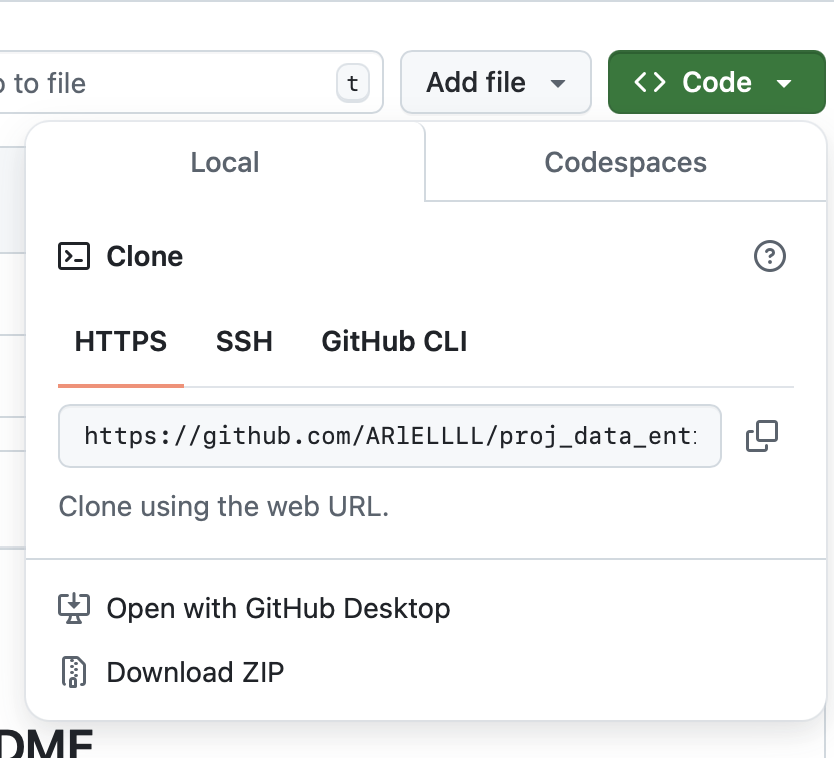 to file
t
Add file
Code
Local
Codespaces
Clone
HTTPS
SSH
GitHub CLI
https://github.com/ARlELLLL/proj_data_ent
Clone using the web URL.
Open with GitHub Desktop
Download ZIP